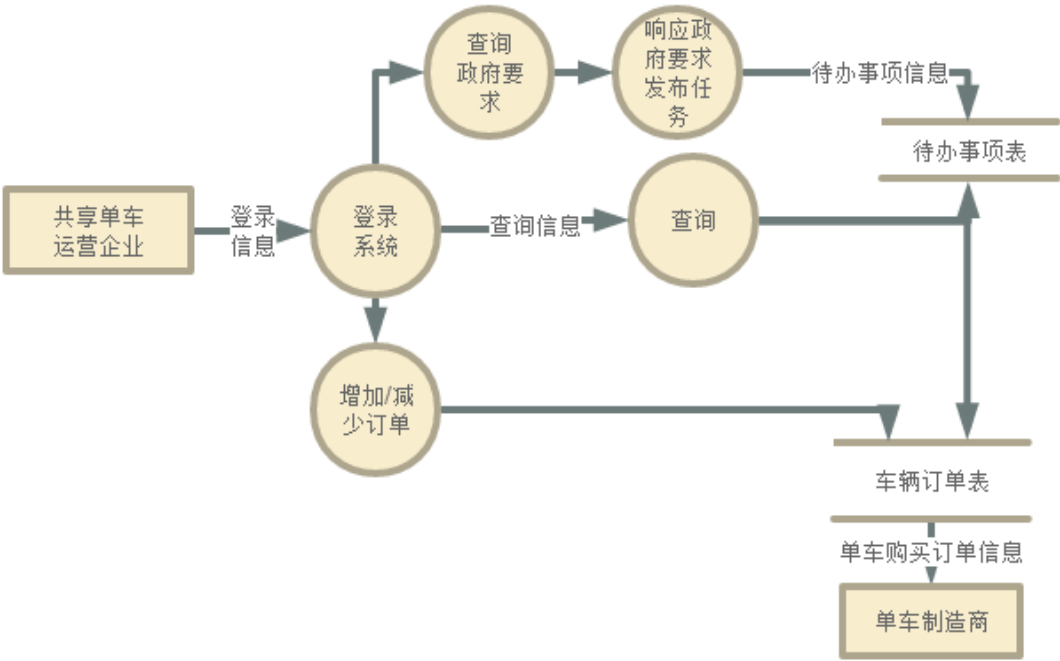 查询
政府要
求
响应政
府要求
发布任
务
待办事项信息
待办事项表
共享单车
运营企业
登录
信息
登录
系统
查询信息
查询
增加/减
少订单
车辆订单表
单车购买订单信息
单车制造商